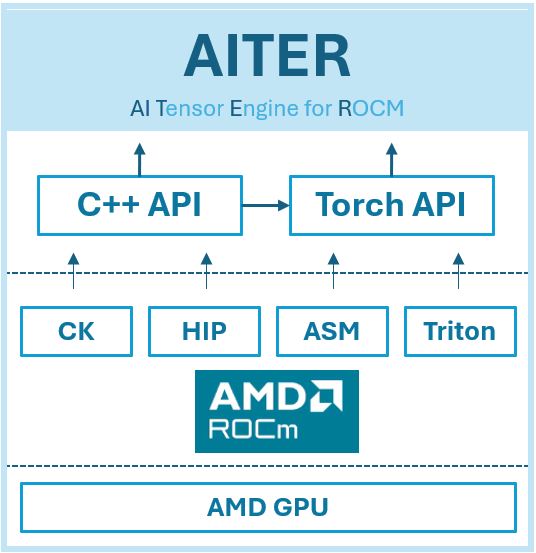 AITER
AI Tensor Engine for ROCM
C++ API
Torch API
CK
HIP
ASM
Triton
AMD
ROCm
AMD GPU